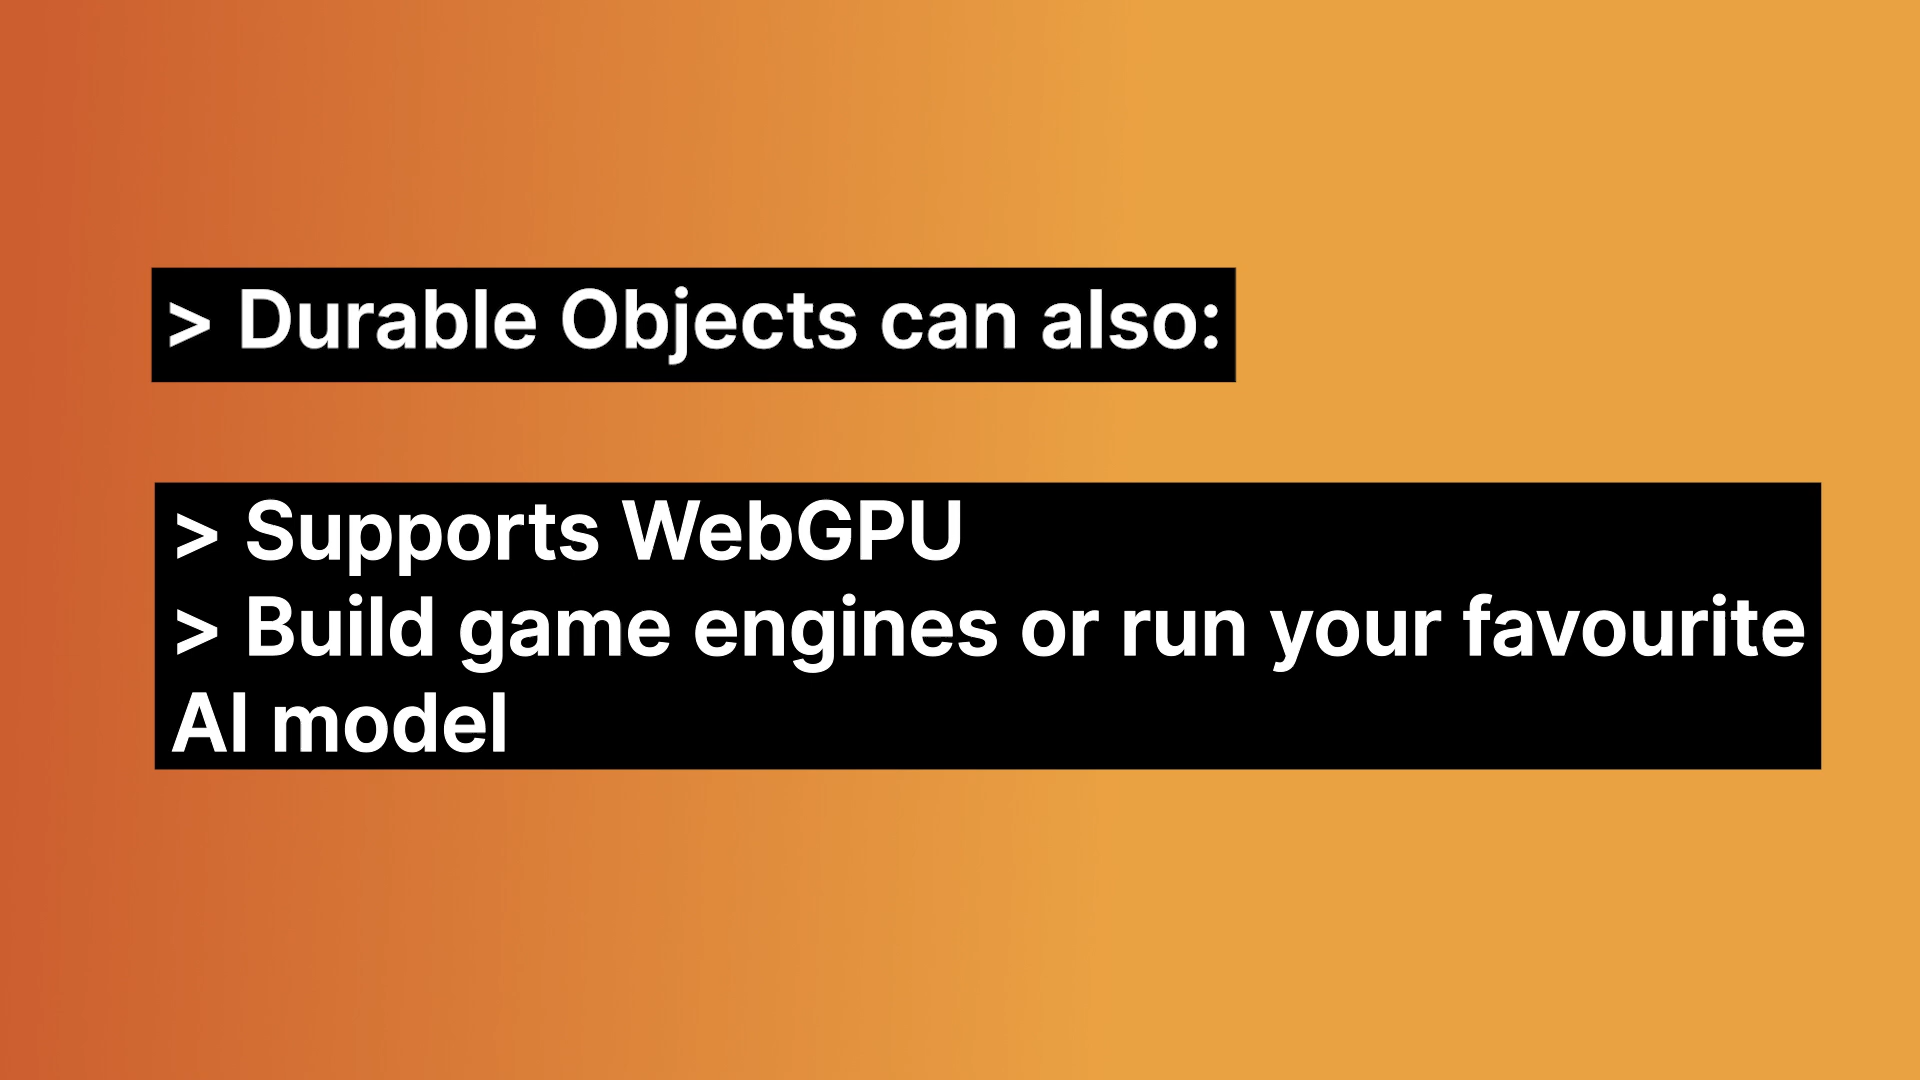 > Durable Objects can also:
> Supports WebGPU
> Build game engines or run your favourite
AI model